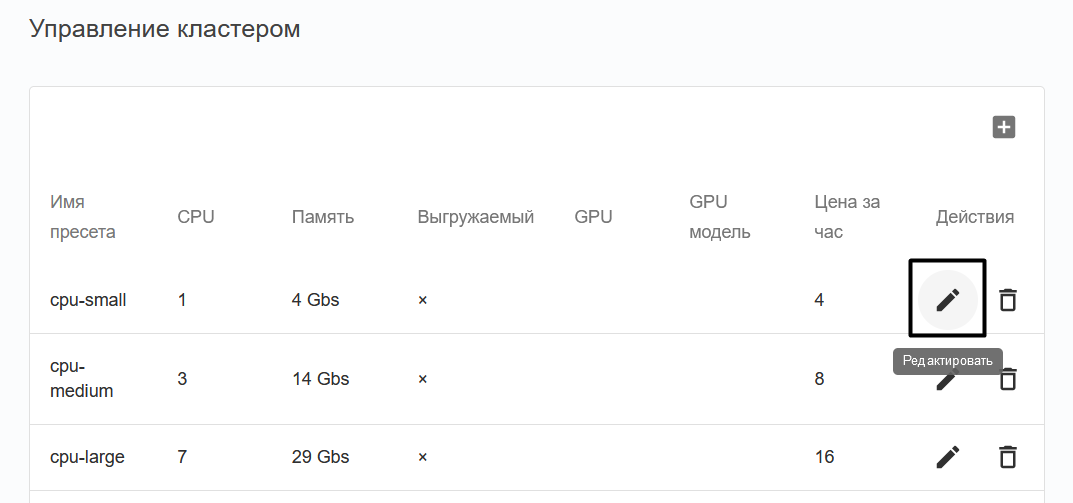 Управление кластером
Имя
пресета
CPU
Память
Выгружаемый
GPU
GPU
модель
Цена за
час
Действия
cpu-small
1
4 Gbs
×
4
Редактировать
cpu-
medium
3
14 Gbs
×
8
cpu-large
7
29 Gbs
×
16